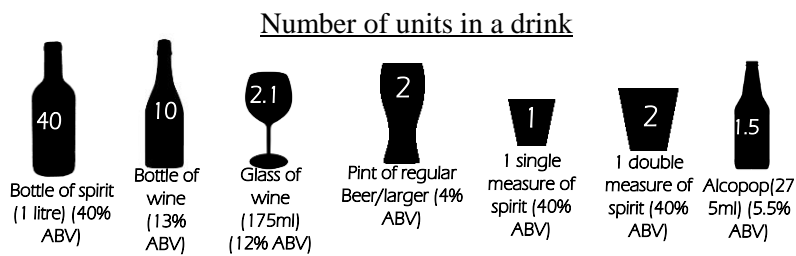 Number of units in a drink
40
10
2.1
2
1
2
1.5
Bottle of spirit
(1 litre) (40%
ABV)
Bottle of
wine
(13%
ABV)
Glass of
wine
(175ml)
(12% ABV)
Pint of regular
Beer/larger (4%
ABV)
1 single
measure of
spirit (40%
ABV)
1 double
measure of
spirit (40%
ABV)
Alcopop(27
5ml) (5.5%
ABV)